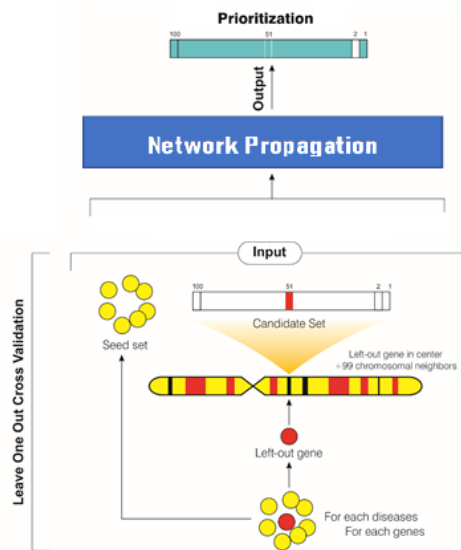 Prioritization
100 51 2 1
Output
Network Propagation
Input
Leave One Out Cross Validation
100 51 2 1
Candidate Set
Seed set
Left-out gene in center
+99 chromosomal neighbors
Left-out gene
For each diseases
For each genes